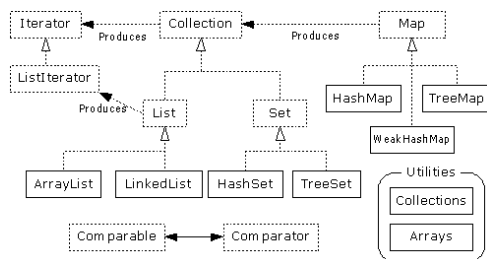 Iterator
Collection
Map
Produces
Produces
ListIterator
Produces
List
Set
HashMap
TreeMap
WeakHashMap
ArrayList
LinkedList
HashSet
TreeSet
Utilities
Collections
Arrays
Comparable
Comparator